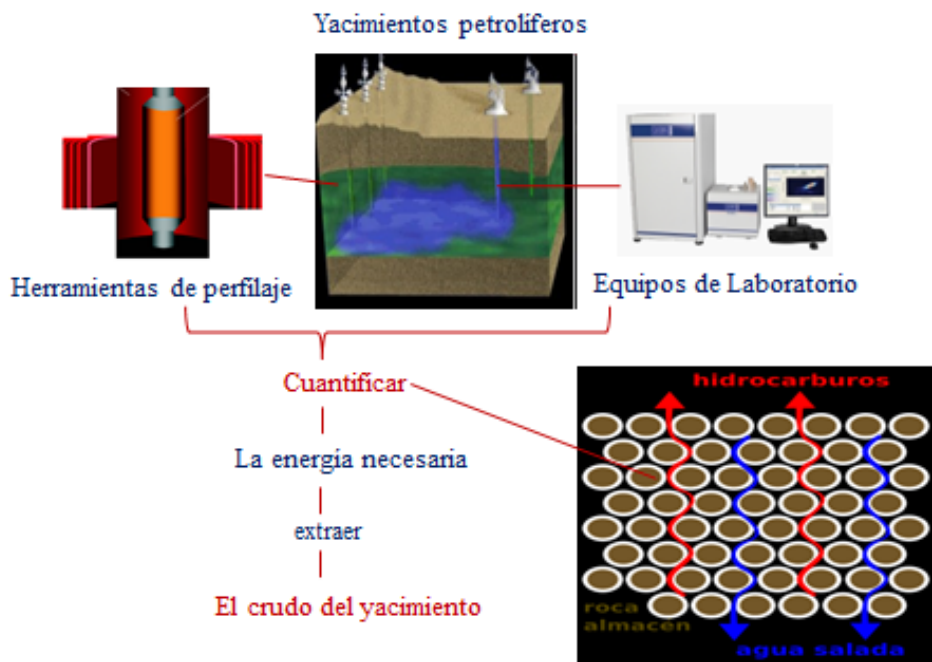 Yacimientos petrolíferos
Herramientas de perfilaje
Equipos de Laboratorio
Cuantificar
hidrocarburos
La energía necesaria
extraer
El crudo del yacimiento
roca
almacén
agua salada